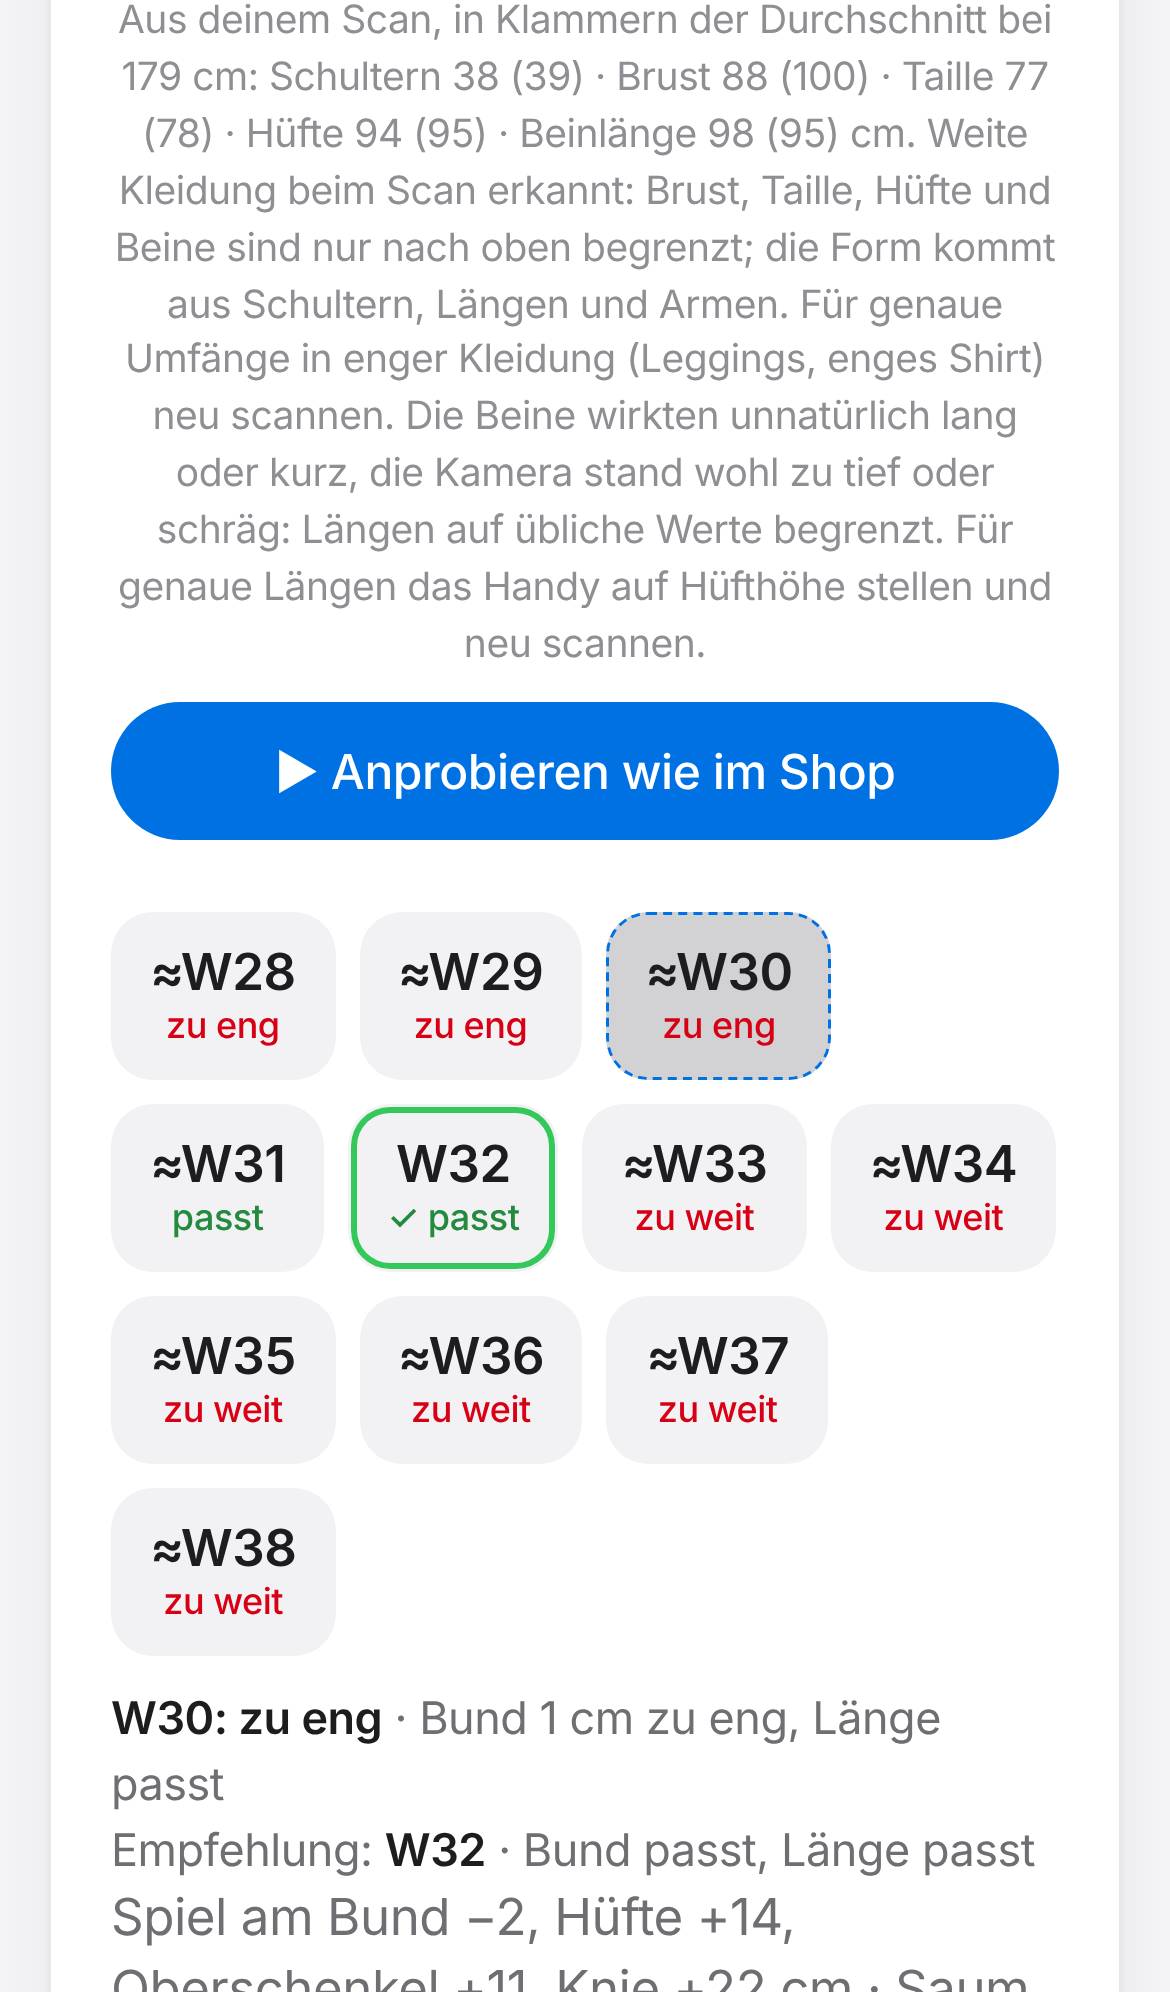 Aus deinem Scan, in Klammern der Durchschnitt bei
179 cm: Schultern 38 (39) · Brust 88 (100) · Taille 77
(78) · Hüfte 94 (95) · Beinlänge 98 (95) cm. Weite
Kleidung beim Scan erkannt: Brust, Taille, Hüfte und
Beine sind nur nach oben begrenzt; die Form kommt
aus Schultern, Längen und Armen. Für genaue
Umfänge in enger Kleidung (Leggings, enges Shirt)
neu scannen. Die Beine wirkten unnatürlich lang
oder kurz, die Kamera stand wohl zu tief oder
schräg: Längen auf übliche Werte begrenzt. Für
genaue Längen das Handy auf Hüfthöhe stellen und
neu scannen.
▶ Anprobieren wie im Shop
≈W28
zu eng
≈W29
zu eng
≈W30
zu eng
≈W31
passt
W32
✓ passt
≈W33
zu weit
≈W34
zu weit
≈W35
zu weit
≈W36
zu weit
≈W37
zu weit
≈W38
zu weit
W30: zu eng · Bund 1 cm zu eng, Länge
passt
Empfehlung: W32 · Bund passt, Länge passt
Spiel am Bund −2, Hüfte +14,
Oberschenkel +11, Knie +22 cm · Saum